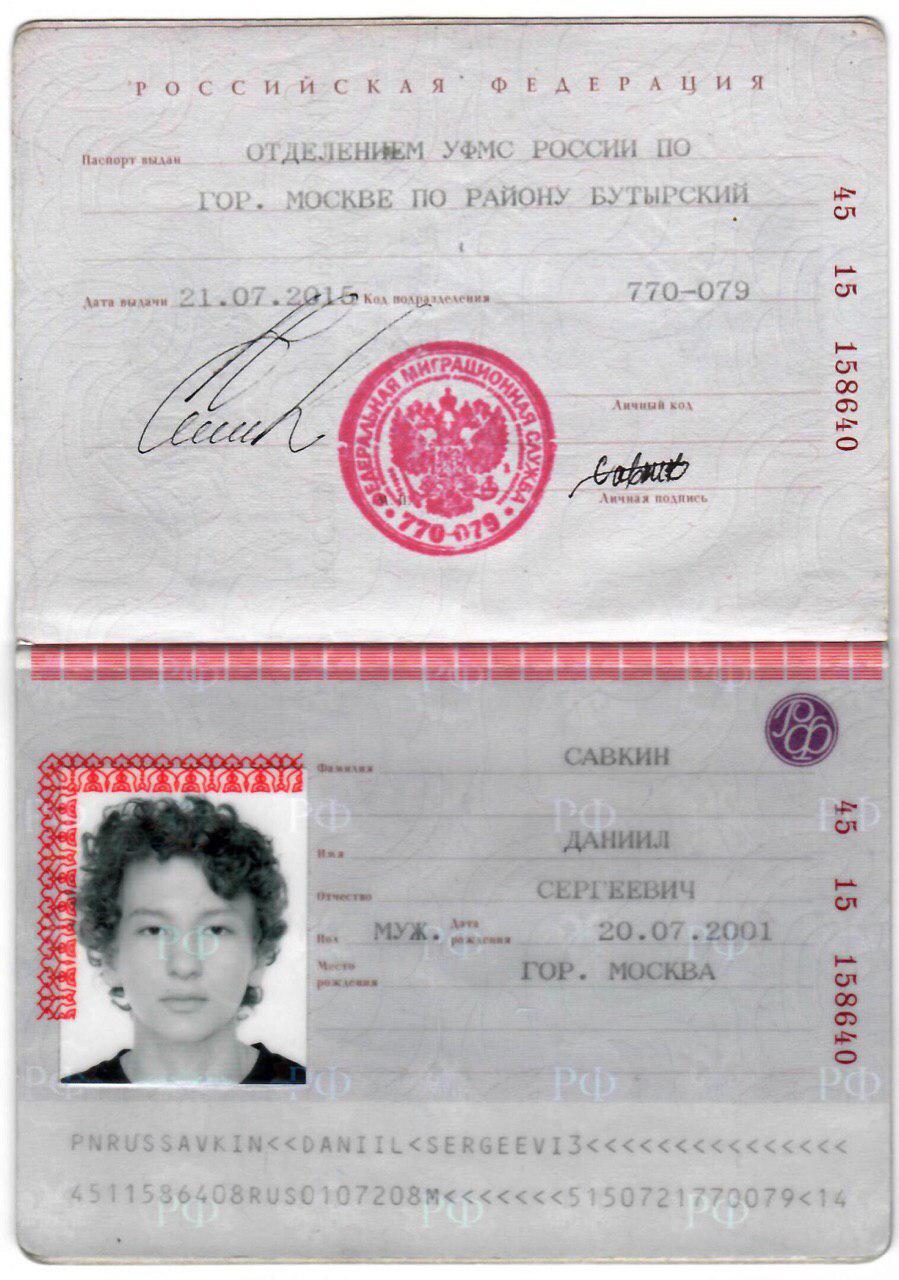 РОССИЙСКАЯ ФЕДЕРАЦИЯ
Паспорт выдан ОТДЕЛЕНИЕМ УФМС РОССИИ ПО
ГОР. МОСКВЕ ПО РАЙОНУ БУТЫРСКИЙ
Дата выдачи 21.07.2015 Код подразделения 770-079
45 15 158640
ФЕДЕРАЛЬНАЯ МИГРАЦИОННАЯ СЛУЖБА
770-079
Личный код
Личная подпись
РФ
Фамилия САВКИН
Имя ДАНИИЛ
Отчество СЕРГЕЕВИЧ
Пол МУЖ. Дата рождения 20.07.2001
Место рождения ГОР. МОСКВА
45 15 158640
PNRUSSAVKIN<<DANIIL<SERGEEVI3<<<<<<<<<<<<<<<
4511586408RUS0107208M<<<<<<<5150721770079<14